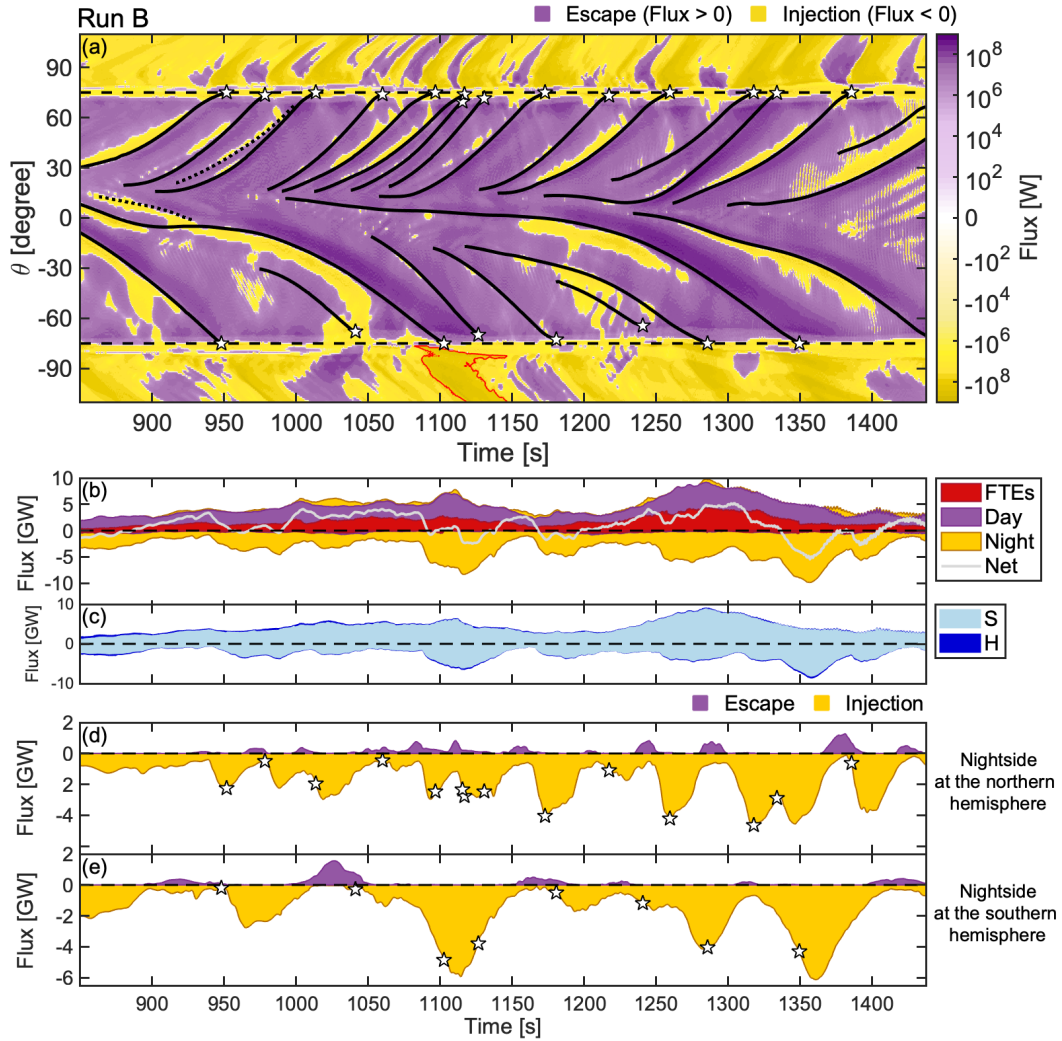 Run B
Escape (Flux > 0) Injection (Flux < 0)
(a)
90
60
30
0
-30
-60
-90
θ [degree]
900 950 1000 1050 1100 1150 1200 1250 1300 1350 1400
Time [s]
10^8
10^6
10^4
10^2
0
-10^2
-10^4
-10^6
-10^8
Flux [W]
(b)
10
5
0
-5
-10
Flux [GW]
FTEs
Day
Night
Net
(c)
10
0
-10
Flux [GW]
S
H
Escape Injection
(d)
2
0
2
4
Flux [GW]
Nightside
at the northern
hemisphere
(e)
2
0
-2
-4
-6
Flux [GW]
Nightside
at the southern
hemisphere
900 950 1000 1050 1100 1150 1200 1250 1300 1350 1400
Time [s]